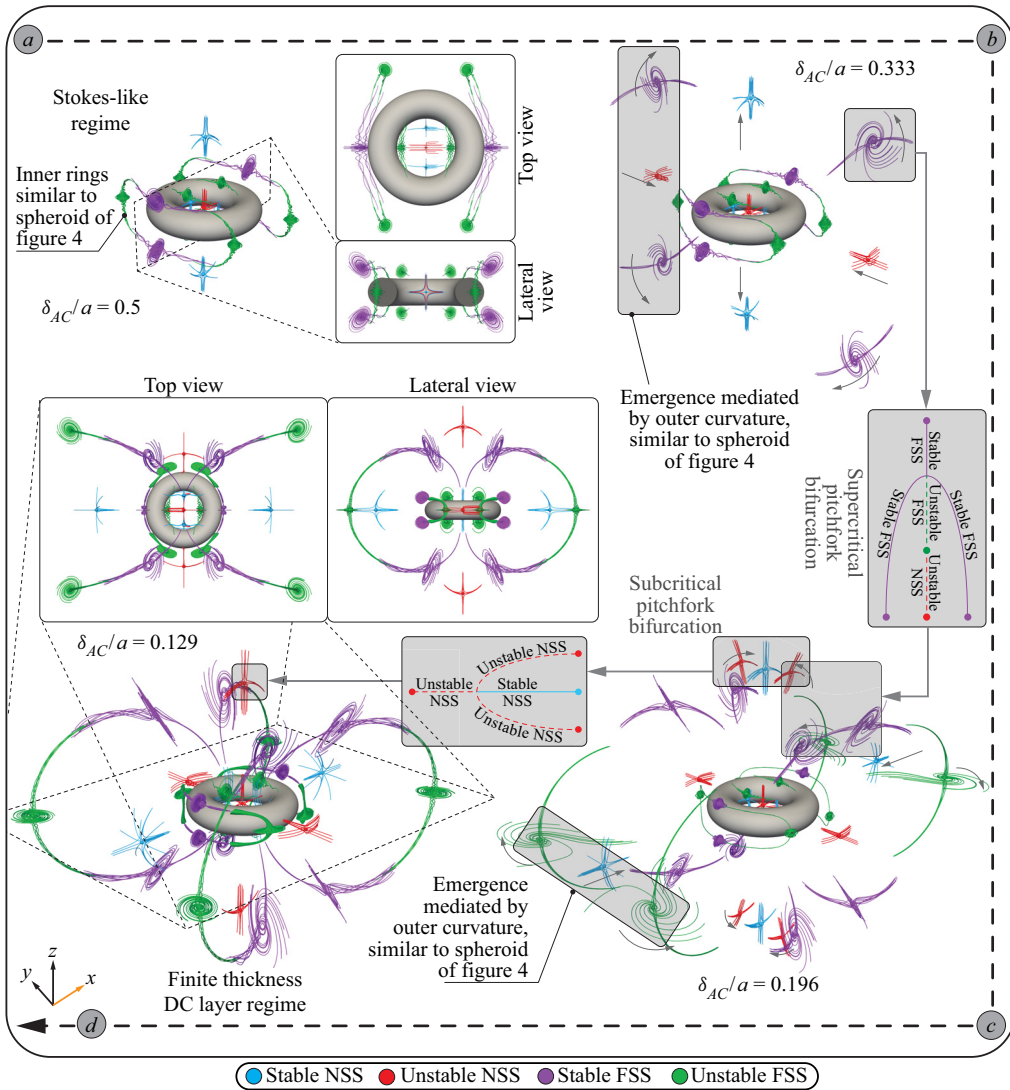 a
Stokes-like
regime
Inner rings
similar to
spheroid of
figure 4
δAC/a = 0.5
Top view
Lateral
view
b
δAC/a = 0.333
Emergence mediated
by outer curvature,
similar to spheroid
of figure 4
Supercritical
pitchfork
bifurcation
Stable
FSS
Stable FSS
Unstable
FSS
Stable FSS
Unstable
NSS
Top view
Lateral view
δAC/a = 0.129
Subcritical
pitchfork
bifurcation
Unstable NSS
Unstable
NSS
Stable
NSS
Unstable NSS
Emergence
mediated by
outer curvature,
similar to spheroid
of figure 4
δAC/a = 0.196
z
y
x
Finite thickness
DC layer regime
d
c
Stable NSS
Unstable NSS
Stable FSS
Unstable FSS